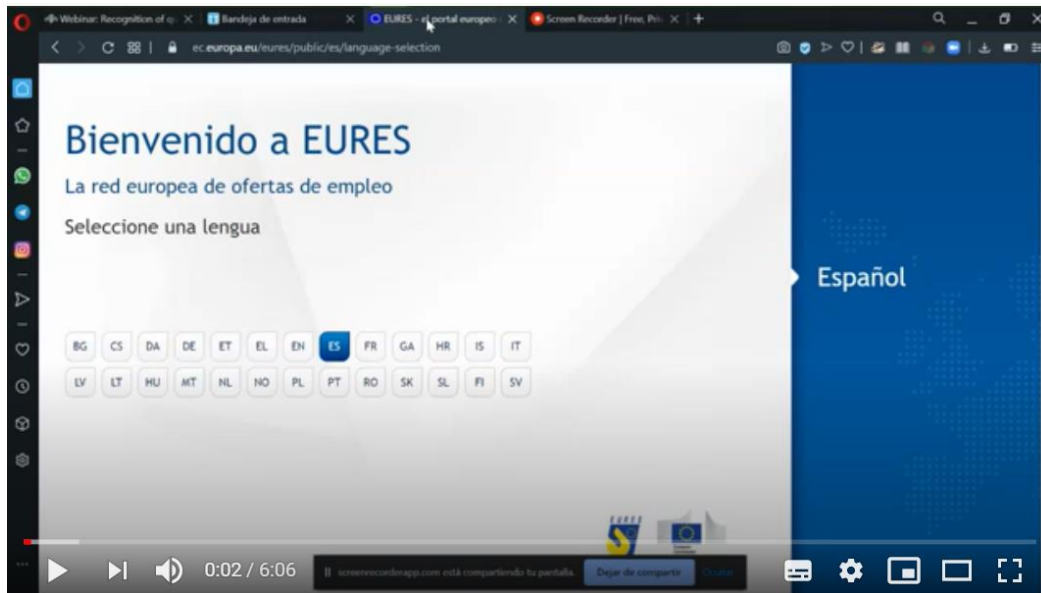 Webinar: Recognition of q
Bandeja de entrada
EURES - el portal europeo
Screen Recorder | Free, Pri
ec.europa.eu/eures/public/es/language-selection
Bienvenido a EURES
La red europea de ofertas de empleo
Seleccione una lengua
Español
BG CS DA DE ET EL EN ES FR GA HR IS IT
LV LT HU MT NL NO PL PT RO SK SL FI SV
EURES
0:02 / 6:06
screenrecorderapp.com está compartiendo tu pantalla.
Dejar de compartir
Ocultar